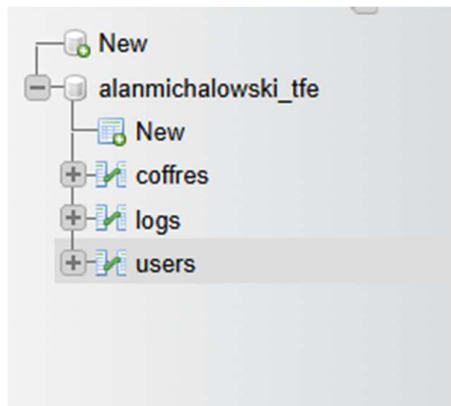 New
alanmichalowski_tfe
New
coffres
logs
users